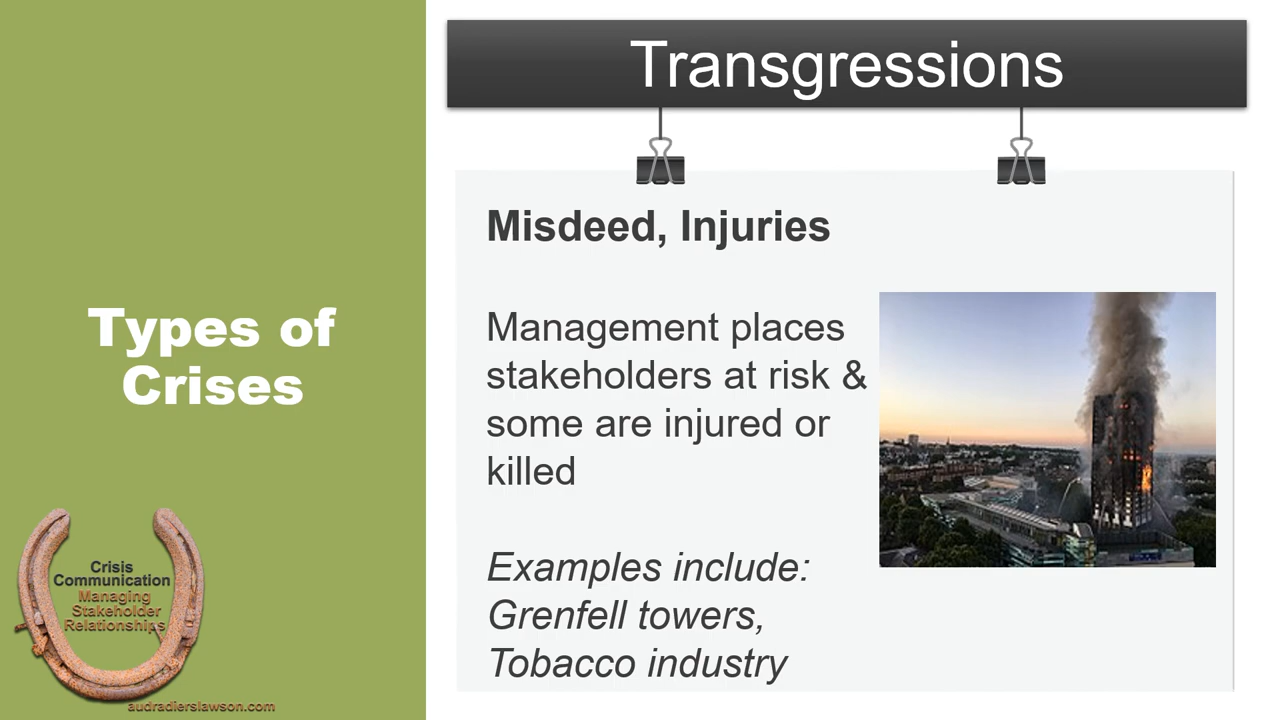 Transgressions
Misdeed, Injuries
Management places
stakeholders at risk &
some are injured or
killed
Examples include:
Grenfell towers,
Tobacco industry
Types of
Crises
Crisis
Communication
Managing
Stakeholder
Relationships
audradierslawson.com